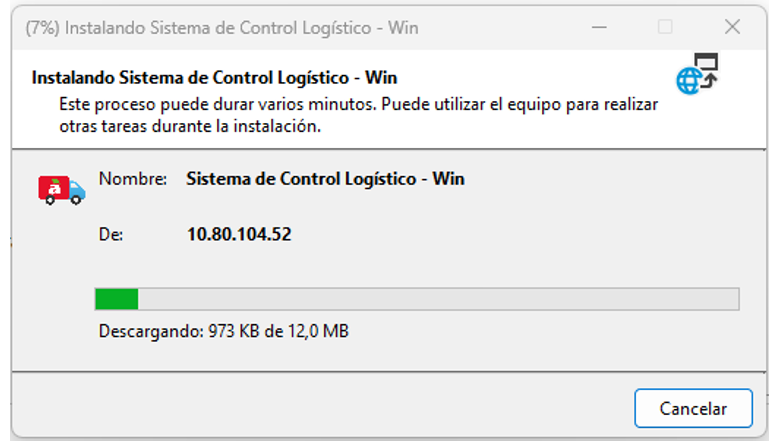 (7%) Instalando Sistema de Control Logístico - Win
Instalando Sistema de Control Logístico - Win
Este proceso puede durar varios minutos. Puede utilizar el equipo para realizar
otras tareas durante la instalación.
Nombre: Sistema de Control Logístico - Win
De: 10.80.104.52
Descargando: 973 KB de 12,0 MB
Cancelar